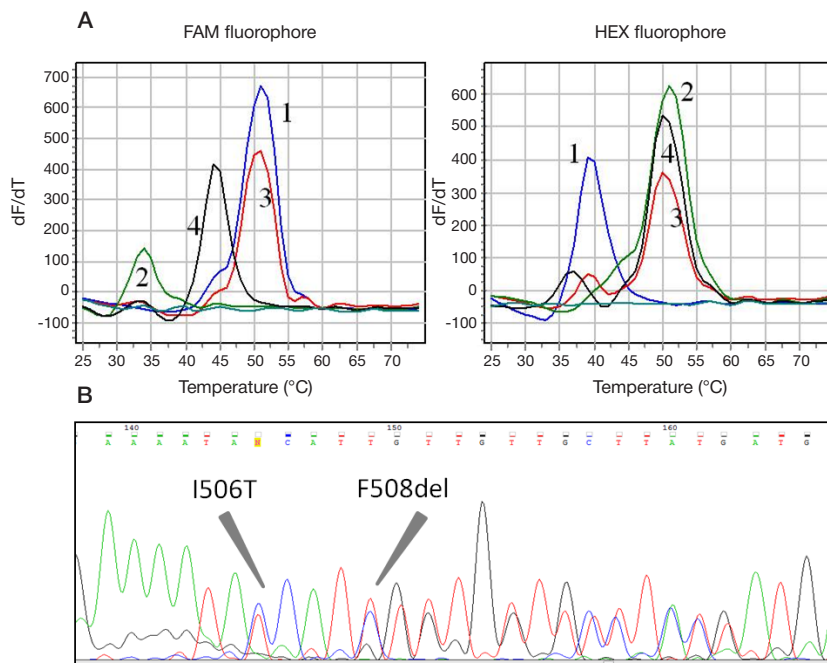 A
FAM fluorophore
HEX fluorophore
dF/dT
700
600
500
400
300
200
100
0
-100
1
2
3
4
25 30 35 40 45 50 55 60 65 70
Temperature (°C)
dF/dT
600
500
400
300
200
100
0
-100
1
2
3
4
25 30 35 40 45 50 55 60 65 70
Temperature (°C)
B
140 150 160
A A A A T A N C A T T G T T G T T G C T T A T G A T G
I506T F508del